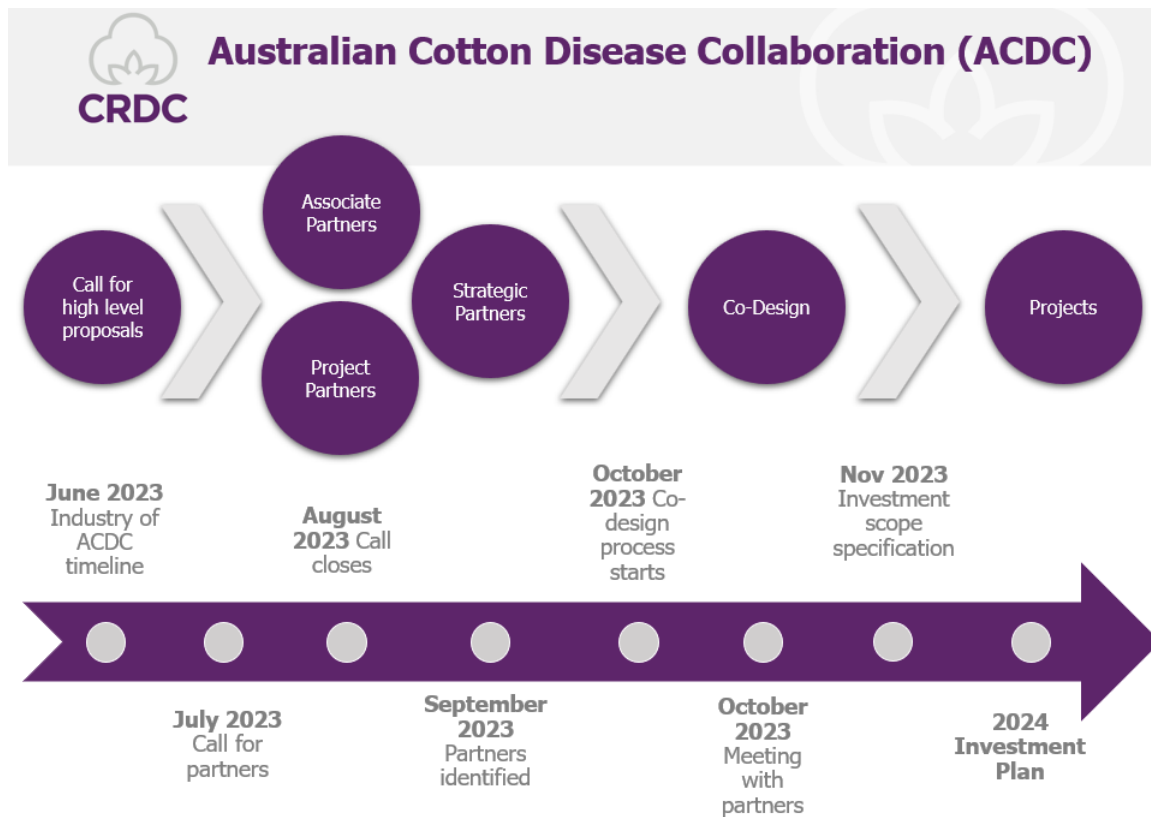 Australian Cotton Disease Collaboration (ACDC)
CRDC
Call for
high level
proposals
Associate
Partners
Project
Partners
Strategic
Partners
Co-Design
Projects
June 2023
Industry of
ACDC
timeline
August
2023 Call
closes
October
2023 Co-
design
process
starts
Nov 2023
Investment
scope
specification
July 2023
Call for
partners
September
2023
Partners
identified
October
2023
Meeting
with
partners
2024
Investment
Plan